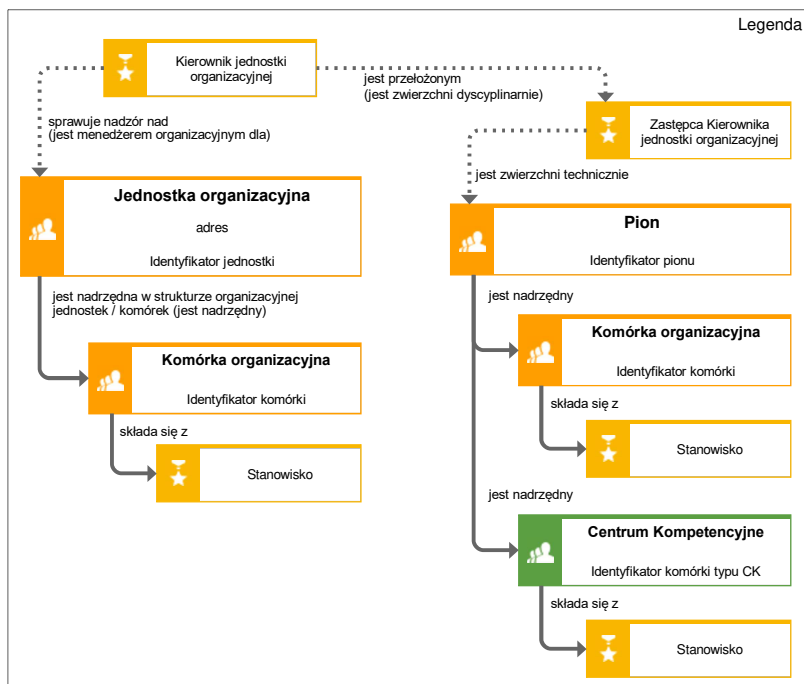 Legenda
Kierownik jednostki
organizacyjnej
jest przełożonym
(jest zwierzchni dyscyplinarnie)
sprawuje nadzór nad
(jest menedżerem organizacyjnym dla)
Zastępca Kierownika
jednostki organizacyjnej
jest zwierzchni technicznie
Jednostka organizacyjna
adres
Identyfikator jednostki
Pion
Identyfikator pionu
jest nadrzędna w strukturze organizacyjnej
jednostek / komórek (jest nadrzędny)
jest nadrzędny
Komórka organizacyjna
Identyfikator komórki
składa się z
Stanowisko
Komórka organizacyjna
Identyfikator komórki
składa się z
Stanowisko
jest nadrzędny
Centrum Kompetencyjne
Identyfikator komórki typu CK
składa się z
Stanowisko